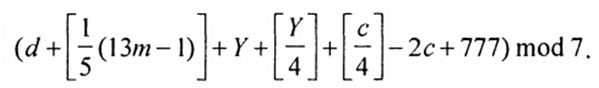 (d + [1/5 (13m − 1)] + Y + [Y/4] + [c/4] − 2c + 777) mod 7.